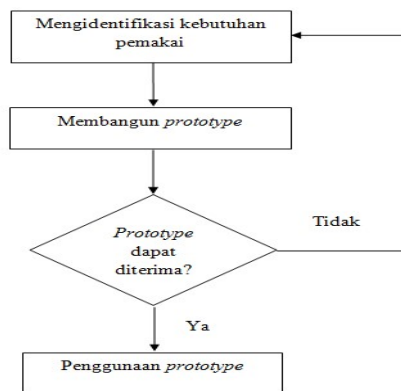 Mengidentifikasi kebutuhan
pemakai
Membangun prototype
Prototype
dapat
diterima?
Tidak
Ya
Penggunaan prototype